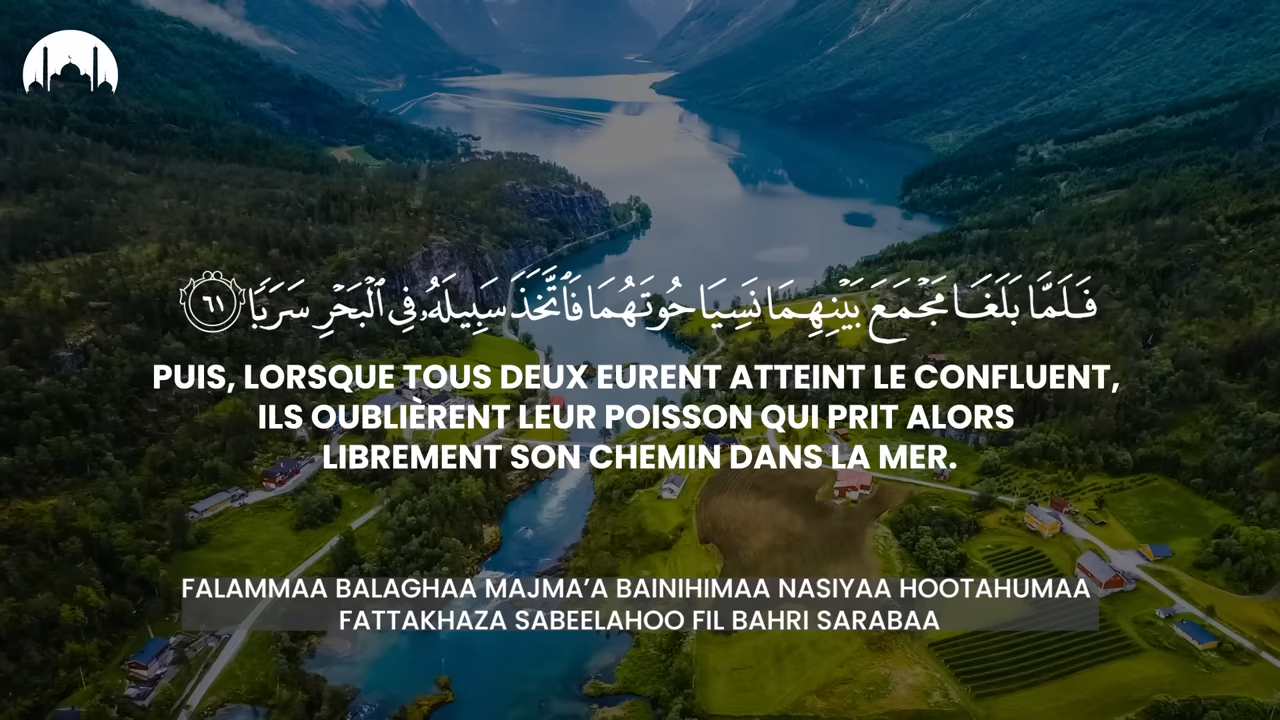 فَلَمَّا بَلَغَا مَجْمَعَ بَيْنِهِمَا نَسِيَا حُوتَهُمَا فَٱتَّخَذَ سَبِيلَهُۥ فِى ٱلْبَحْرِ سَرَبًا ٦١
PUIS, LORSQUE TOUS DEUX EURENT ATTEINT LE CONFLUENT,
ILS OUBLIÈRENT LEUR POISSON QUI PRIT ALORS
LIBREMENT SON CHEMIN DANS LA MER.
FALAMMAA BALAGHAA MAJMA’A BAINIHIMAA NASIYAA HOOTAHUMAA
FATTAKHAZA SABEELAHOO FIL BAHRI SARABAA